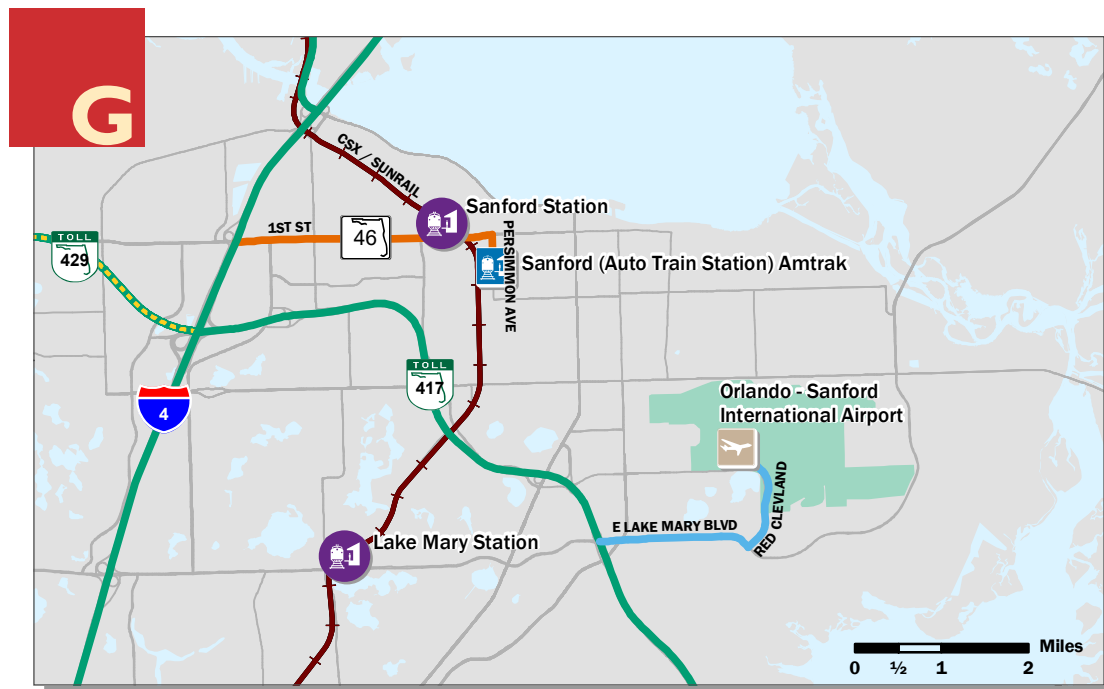 G
CSX / SUNRAIL
Sanford Station
1ST ST
46
PERSIMMON AVE
TOLL
429
Sanford (Auto Train Station) Amtrak
TOLL
417
4
Orlando - Sanford
International Airport
RED CLEVLAND
E LAKE MARY BLVD
Lake Mary Station
Miles
0 ½ 1 2